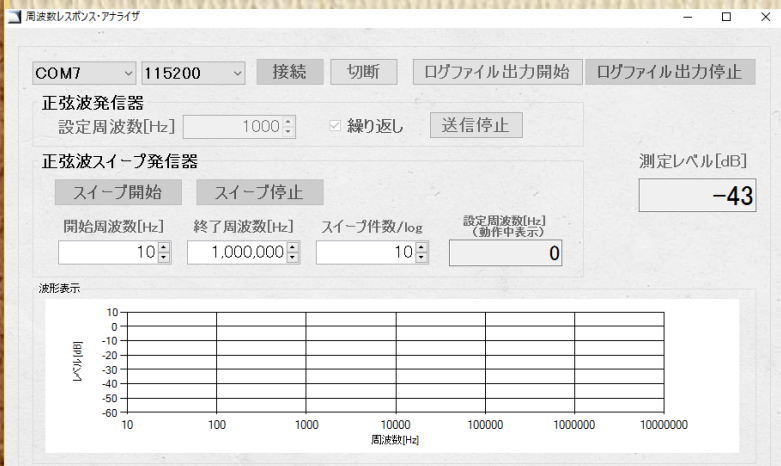 周波数レスポンス・アナライザ
COM7 115200 接続 切断 ログファイル出力開始 ログファイル出力停止
正弦波発信器
設定周波数[Hz] 1000 繰り返し 送信停止
正弦波スイープ発信器
測定レベル[dB]
スイープ開始 スイープ停止
-43
開始周波数[Hz] 終了周波数[Hz] スイープ件数/log 設定周波数[Hz]
(動作中表示)
10 1,000,000 10 0
波形表示
10
0
-10
-20
-30
-40
-50
-60
レベル[dB]
10 100 1000 10000 100000 1000000 10000000
周波数[Hz]